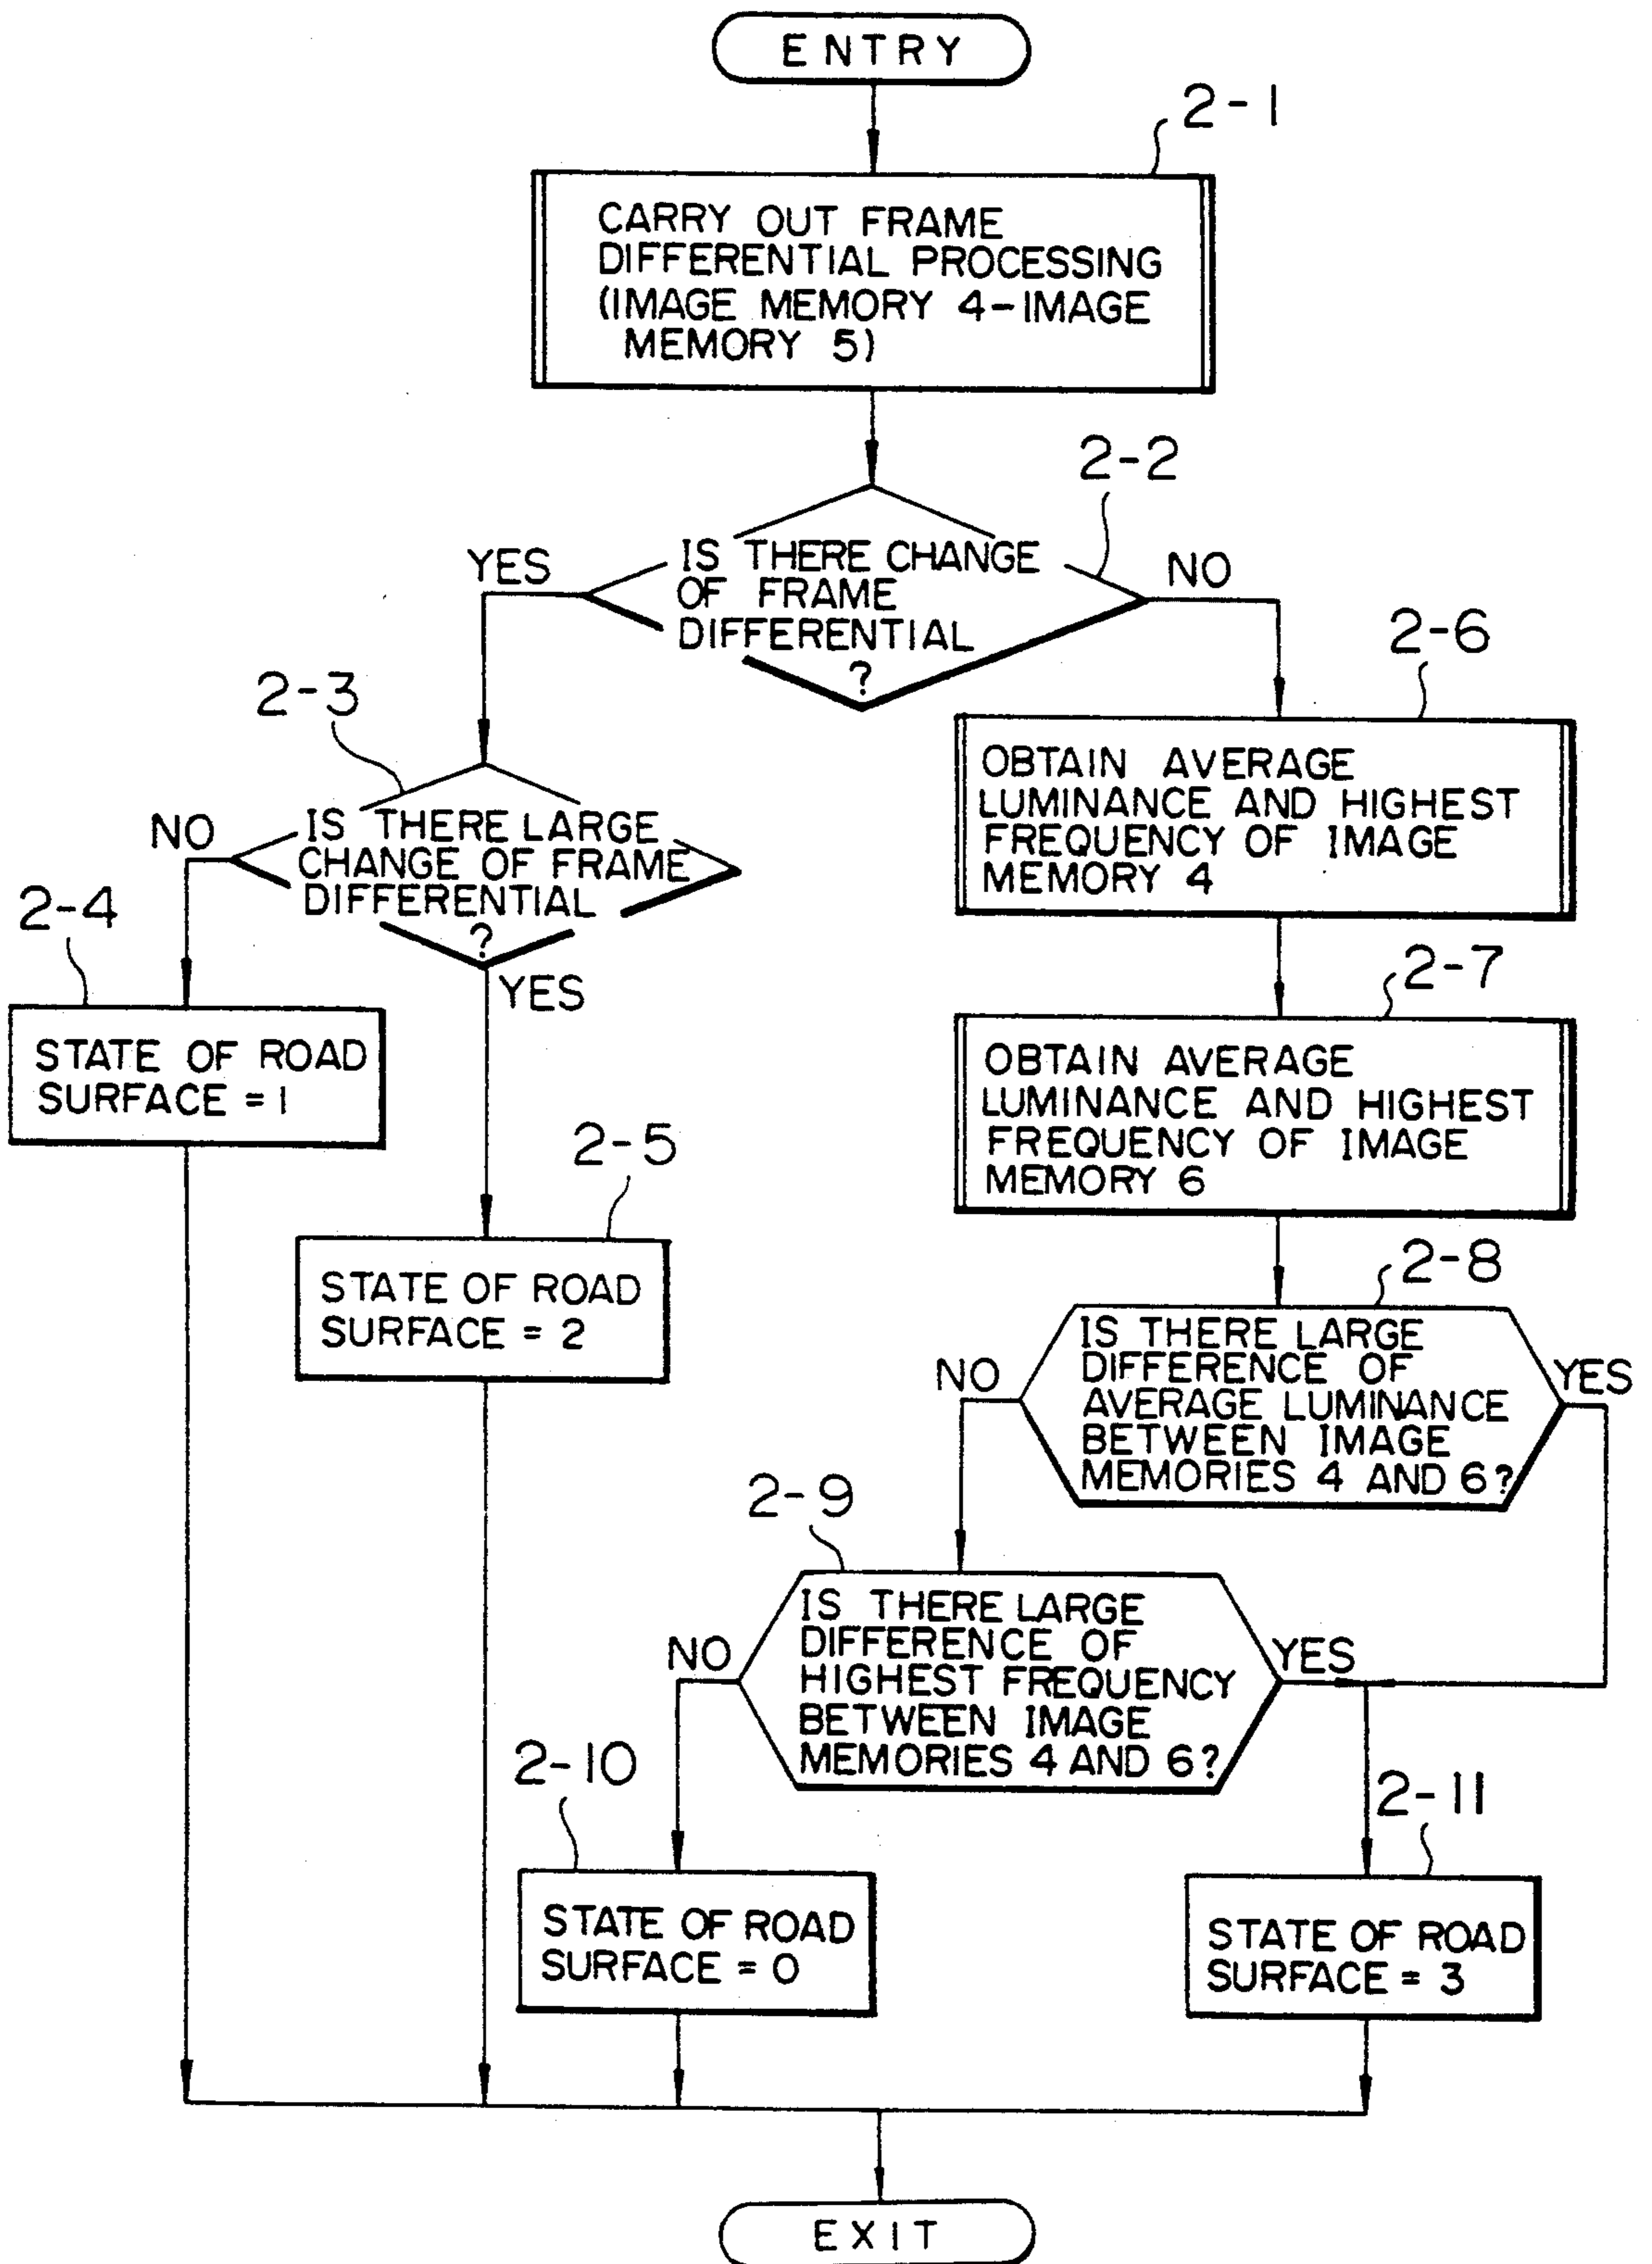 ENTRY
2-1
CARRY OUT FRAME
DIFFERENTIAL PROCESSING
(IMAGE MEMORY 4-IMAGE
MEMORY 5)
2-2
IS THERE CHANGE
OF FRAME
DIFFERENTIAL
?
YES
NO
2-3
IS THERE LARGE
CHANGE OF FRAME
DIFFERENTIAL
?
NO
YES
2-4
STATE OF ROAD
SURFACE = 1
2-5
STATE OF ROAD
SURFACE = 2
2-6
OBTAIN AVERAGE
LUMINANCE AND HIGHEST
FREQUENCY OF IMAGE
MEMORY 4
2-7
OBTAIN AVERAGE
LUMINANCE AND HIGHEST
FREQUENCY OF IMAGE
MEMORY 6
2-8
IS THERE LARGE
DIFFERENCE OF
AVERAGE LUMINANCE
BETWEEN IMAGE
MEMORIES 4 AND 6?
NO
YES
2-9
IS THERE LARGE
DIFFERENCE OF
HIGHEST FREQUENCY
BETWEEN IMAGE
MEMORIES 4 AND 6?
NO
YES
2-10
STATE OF ROAD
SURFACE = 0
2-11
STATE OF ROAD
SURFACE = 3
EXIT